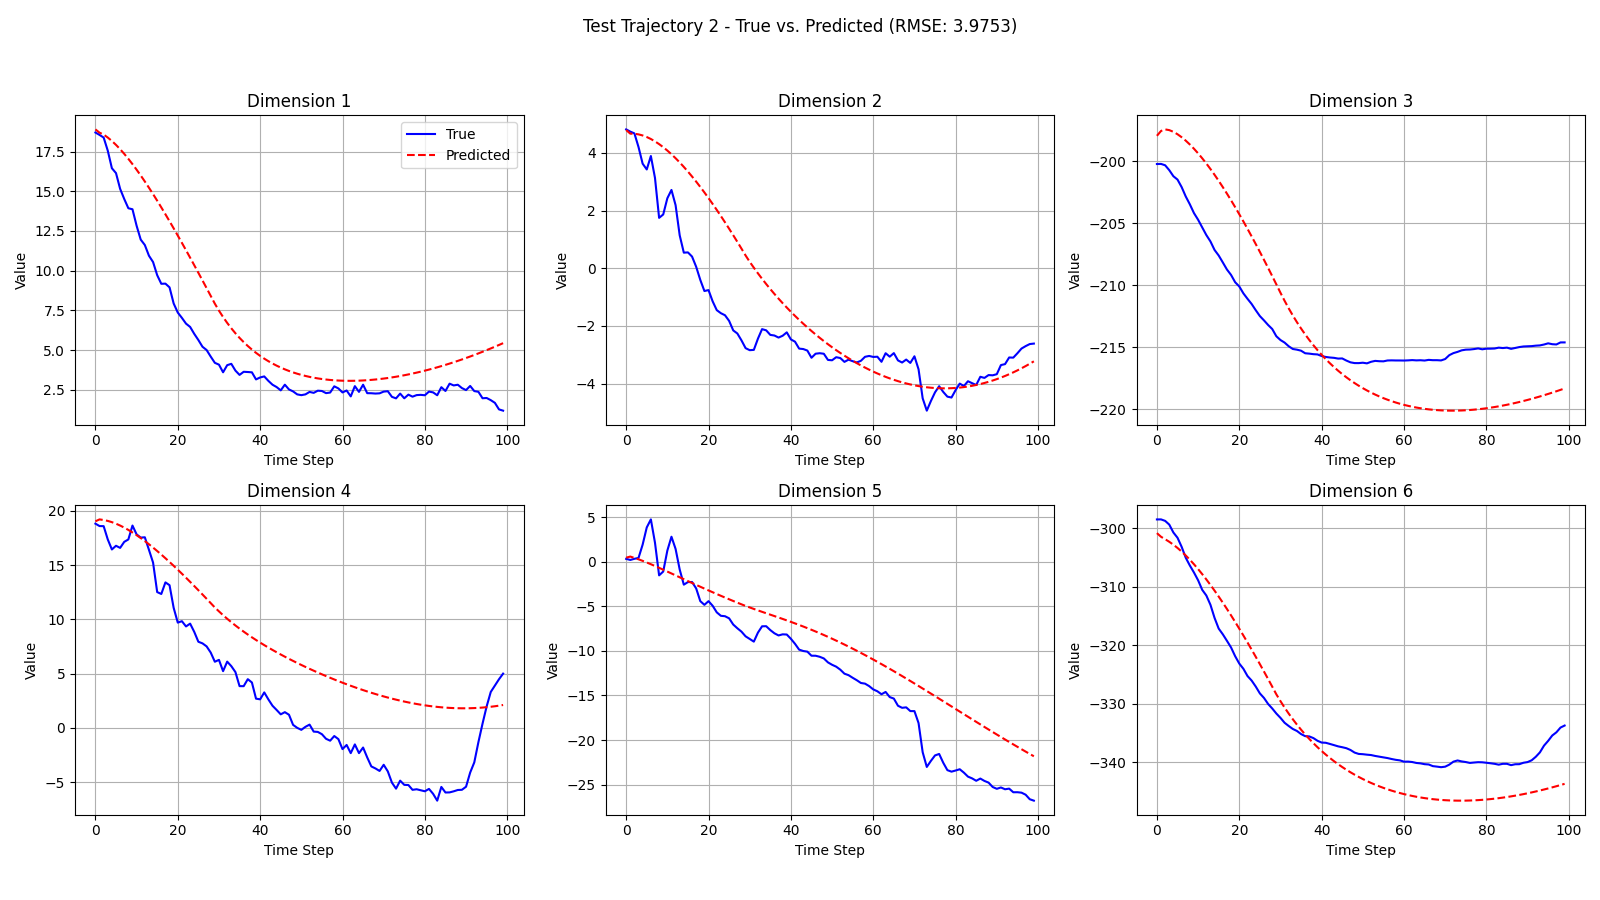 Test Trajectory 2 - True vs. Predicted (RMSE: 3.9753)
Dimension 1
True
Predicted
17.5
15.0
12.5
10.0
7.5
5.0
2.5
Value
0 20 40 60 80 100
Time Step
Dimension 2
4
2
0
−2
−4
Value
0 20 40 60 80 100
Time Step
Dimension 3
−200
−205
−210
−215
−220
Value
0 20 40 60 80 100
Time Step
Dimension 4
20
15
10
5
0
−5
Value
0 20 40 60 80 100
Time Step
Dimension 5
5
0
−5
−10
−15
−20
−25
Value
0 20 40 60 80 100
Time Step
Dimension 6
−300
−310
−320
−330
−340
Value
0 20 40 60 80 100
Time Step